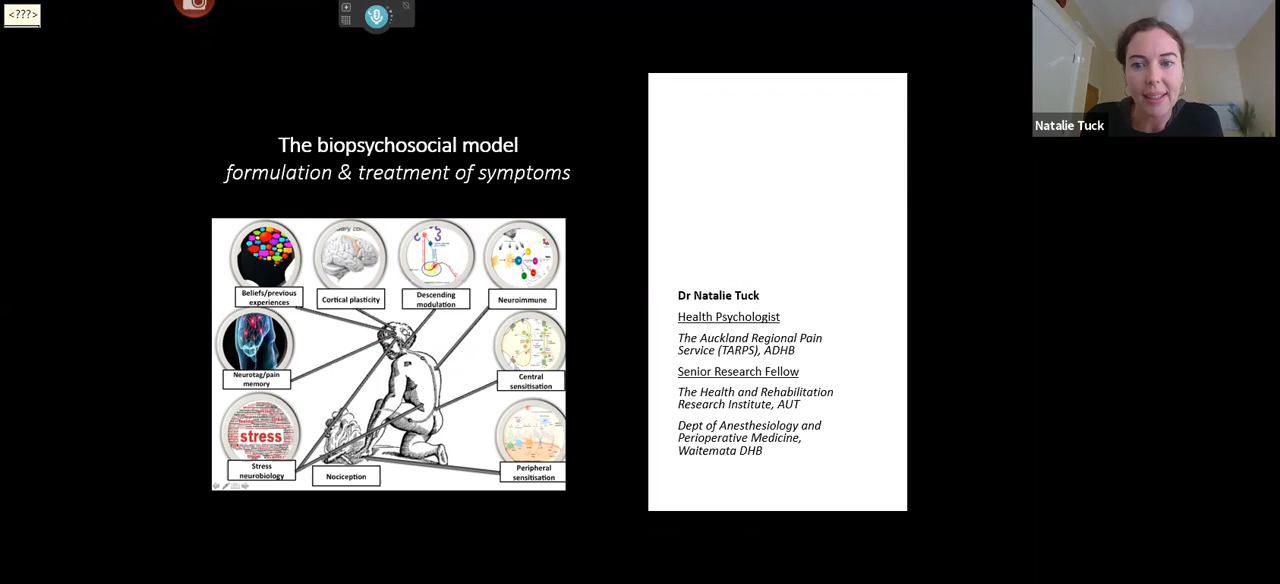 <???>
Natalie Tuck
The biopsychosocial model
formulation & treatment of symptoms
Beliefs/previous
experiences
Cortical plasticity
Descending
modulation
Neuroimmune
Neurotag/pain
memory
Central
sensitisation
stress
Stress
neurobiology
Nociception
Peripheral
sensitisation
Dr Natalie Tuck
Health Psychologist
The Auckland Regional Pain
Service (TARPS), ADHB
Senior Research Fellow
The Health and Rehabilitation
Research Institute, AUT
Dept of Anesthesiology and
Perioperative Medicine,
Waitemata DHB